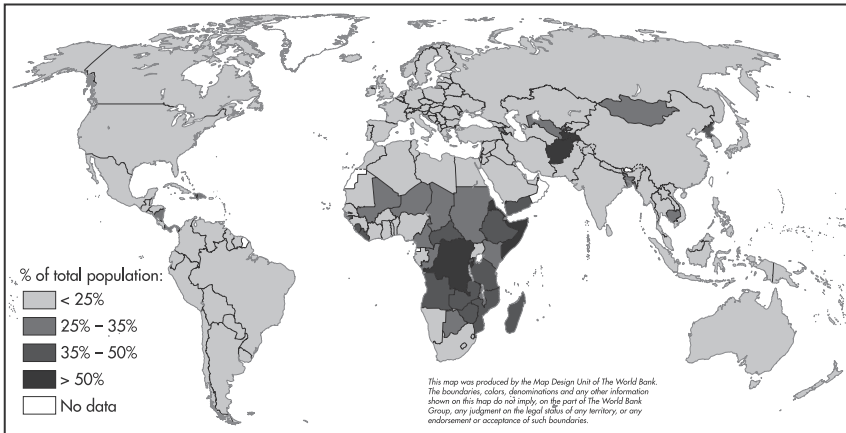 % of total population:
< 25%
25% – 35%
35% – 50%
> 50%
No data
This map was produced by the Map Design Unit of The World Bank.
The boundaries, colors, denominations and any other information
shown on this map do not imply, on the part of The World Bank
Group, any judgment on the legal status of any territory, or any
endorsement or acceptance of such boundaries.